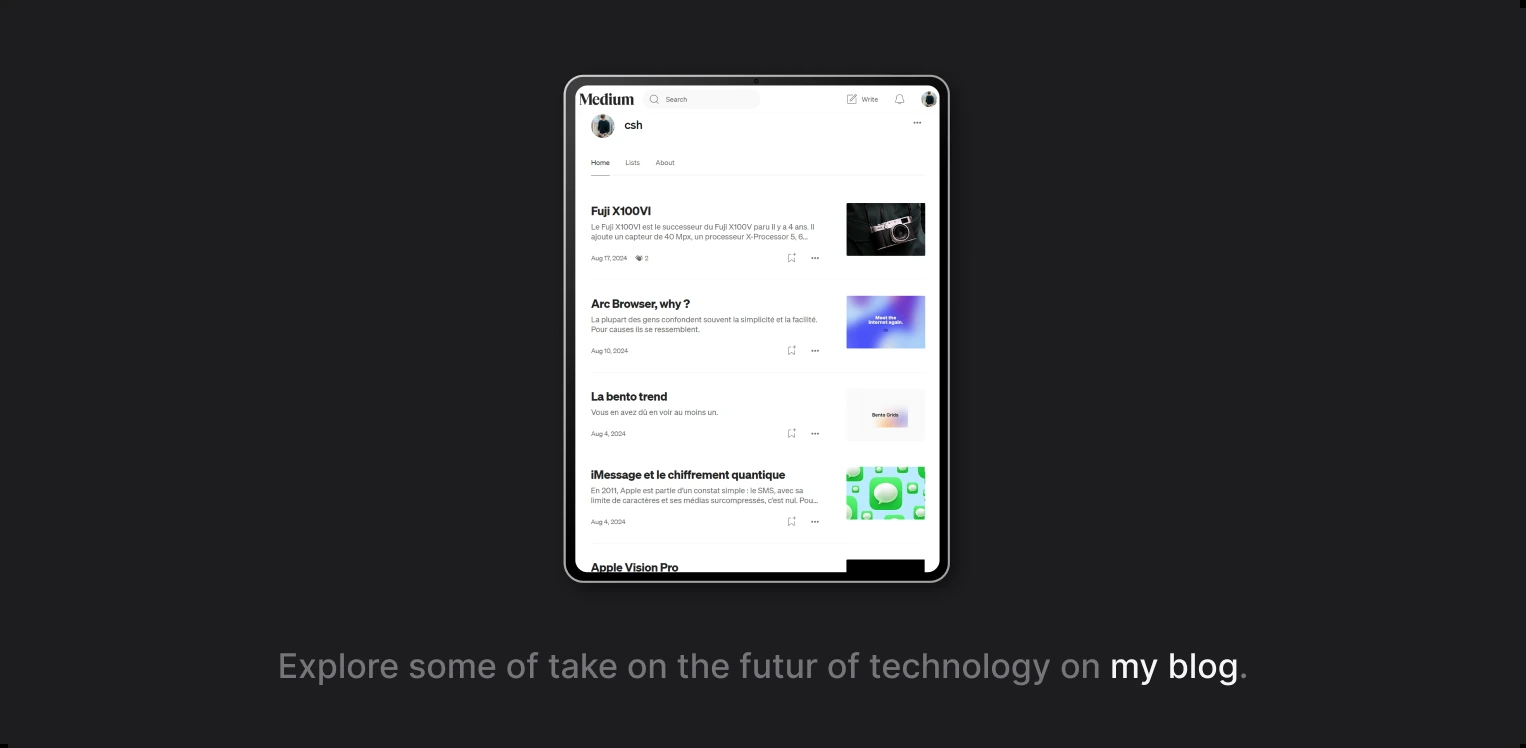 Medium
Search
Write
csh
Home Lists About
Fuji X100VI
Le Fuji X100VI est le successeur du Fuji X100V paru il y a 4 ans. Il
ajoute un capteur de 40 Mpx, un processor X-Processor 5, 6...
Aug 17, 2024 2
Arc Browser, why ?
Meet the
internet again.
La plupart des gens confondent souvent la simplicité et la facilité.
Pour causes ils se ressemblent.
Aug 10, 2024
La bento trend
Vous en avez dû en voir au moins un.
Bento Grids
Aug 4, 2024
iMessage et le chiffrement quantique
En 2011, Apple est partie d'un constat simple : le SMS, avec sa
limite de caractères et ses médias surcompressés, c'est nul. Pou...
Aug 4, 2024
Apple Vision Pro
Explore some of take on the futur of technology on my blog.